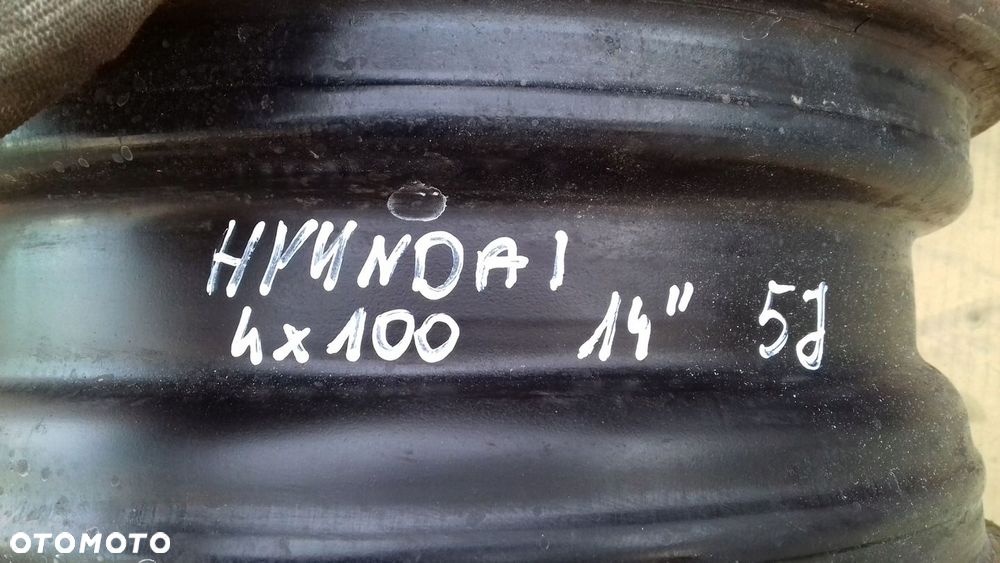 HYUNDAI
4x100 14" 5J
OTOMOTO